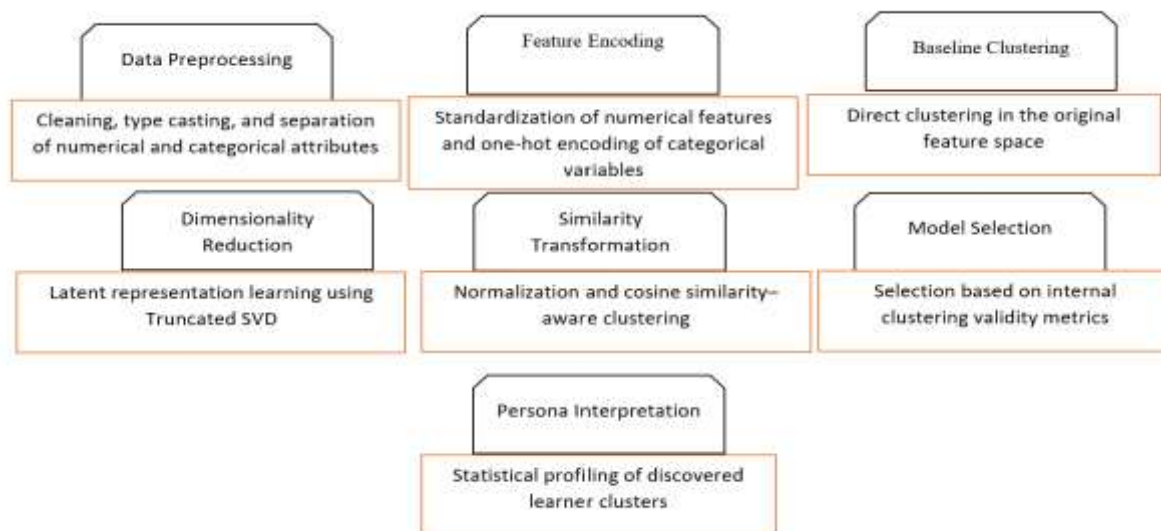 Data Preprocessing
Cleaning, type casting, and separation
of numerical and categorical attributes
Feature Encoding
Standardization of numerical features
and one-hot encoding of categorical
variables
Baseline Clustering
Direct clustering in the original
feature space
Dimensionality
Reduction
Latent representation learning using
Truncated SVD
Similarity
Transformation
Normalization and cosine similarity–
aware clustering
Model Selection
Selection based on internal
clustering validity metrics
Persona Interpretation
Statistical profiling of discovered
learner clusters